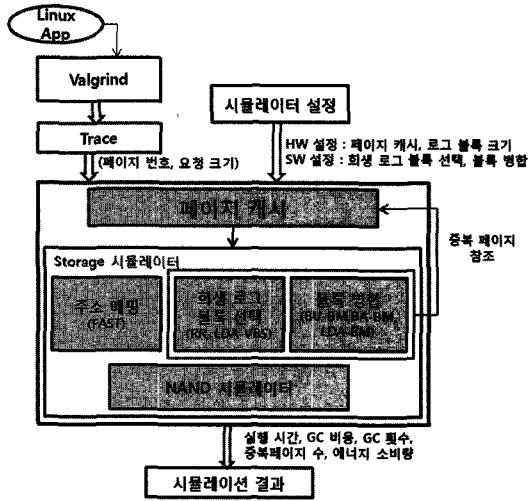 Linux
App
Valgrind
시뮬레이터 설정
Trace
HW 설정 : 페이지 캐시, 로그 블록 크기
SW 설정 : 희생 로그 블록 선택, 블록 병합
(페이지 번호, 요청 크기)
페이지 캐시
중복 페이지
참조
Storage 시뮬레이터
주소 매핑
(FAST)
희생 로그
블록 선택
(RR, LDA-VBS)
블록 병합
(BU-BM,BA-BM,
LDA-BM)
NAND 시뮬레이터
실행 시간, GC 비용, GC 횟수,
중복페이지 수, 에너지 소비량
시뮬레이션 결과